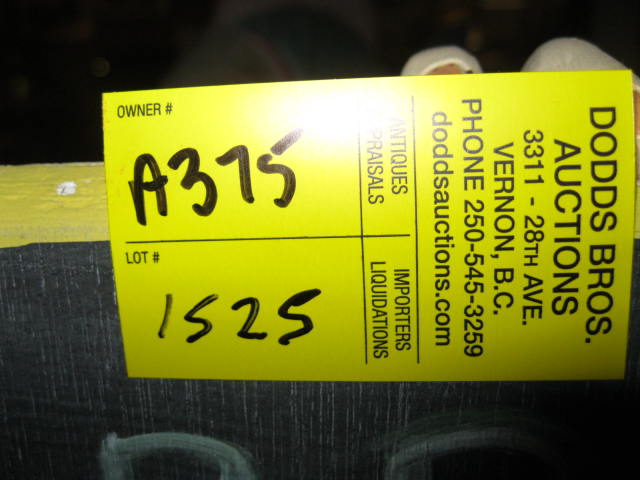 OWNER #
A375
LOT #
1525
ANTIQUES
APPRAISALS
IMPORTERS
LIQUIDATIONS
DODDS BROS.
AUCTIONS
3311 - 28TH AVE.
VERNON, B.C.
PHONE 250-545-3259
doddsauctions.com